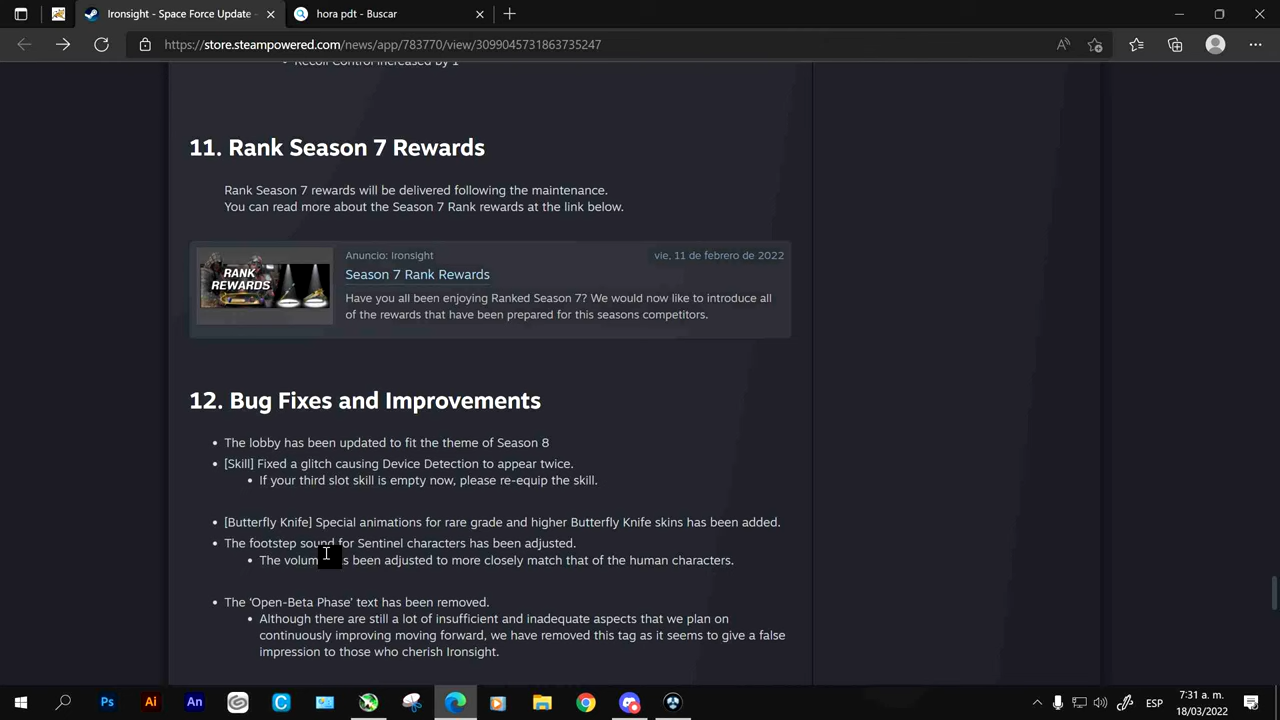 Ironsight - Space Force Update
hora pdt - Buscar
https://store.steampowered.com/news/app/783770/view/3099045731863735247
Recoil Control increased by 1
11. Rank Season 7 Rewards
Rank Season 7 rewards will be delivered following the maintenance.
You can read more about the Season 7 Rank rewards at the link below.
RANK
REWARDS
Anuncio: Ironsight
vie, 11 de febrero de 2022
Season 7 Rank Rewards
Have you all been enjoying Ranked Season 7? We would now like to introduce all
of the rewards that have been prepared for this seasons competitors.
12. Bug Fixes and Improvements
• The lobby has been updated to fit the theme of Season 8
• [Skill] Fixed a glitch causing Device Detection to appear twice.
• If your third slot skill is empty now, please re-equip the skill.
• [Butterfly Knife] Special animations for rare grade and higher Butterfly Knife skins has been added.
• The footstep sound for Sentinel characters has been adjusted.
• The volum s been adjusted to more closely match that of the human characters.
• The ‘Open-Beta Phase’ text has been removed.
• Although there are still a lot of insufficient and inadequate aspects that we plan on
continuously improving moving forward, we have removed this tag as it seems to give a false
impression to those who cherish Ironsight.
Ps
Ai
An
C
ESP
7:31 a. m.
18/03/2022